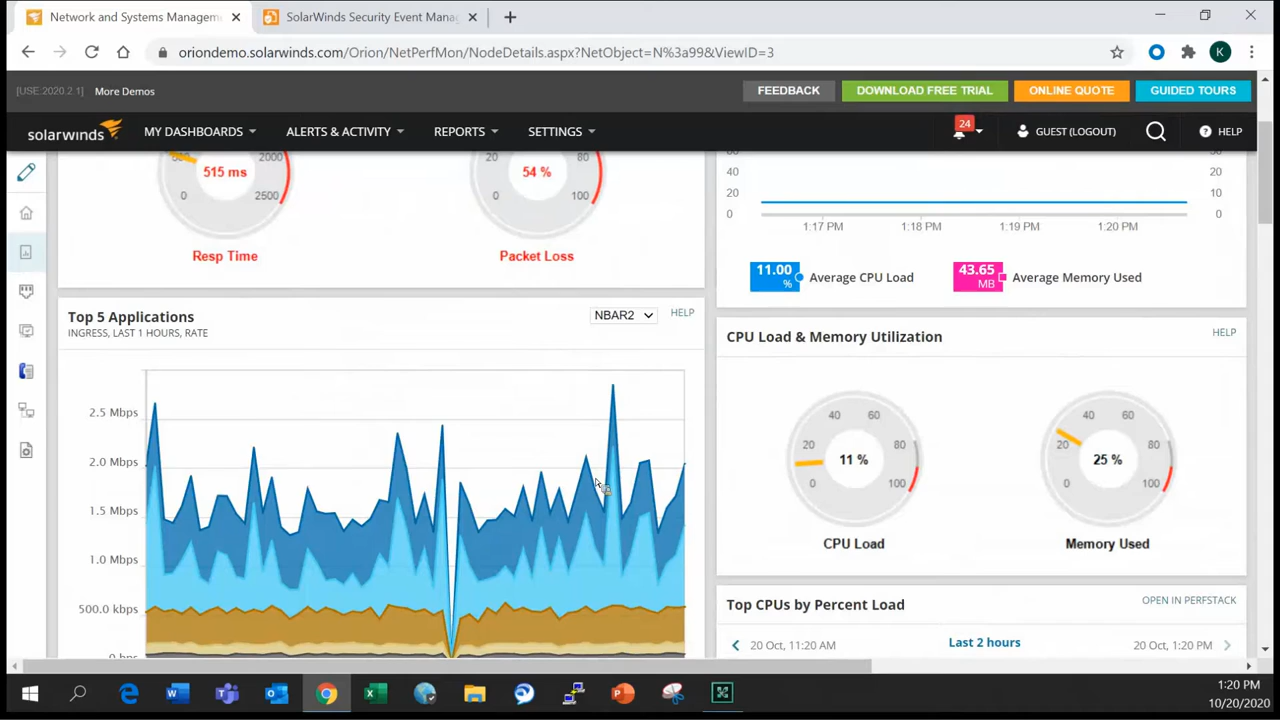 Network and Systems Managem
SolarWinds Security Event Manag
oriondemo.solarwinds.com/Orion/NetPerfMon/NodeDetails.aspx?NetObject=N%3a99&ViewID=3
K
[USE.2020.2.1] More Demos
FEEDBACK
DOWNLOAD FREE TRIAL
ONLINE QUOTE
GUIDED TOURS
solarwinds
MY DASHBOARDS
ALERTS & ACTIVITY
REPORTS
SETTINGS
24
GUEST (LOGOUT)
HELP
2000
515 ms
0 2500
Resp Time
20 80
54 %
0 100
Packet Loss
40 20
20 10
0 0
1:17 PM 1:18 PM 1:19 PM 1:20 PM
11.00 % Average CPU Load
43.65 MB Average Memory Used
Top 5 Applications
INGRESS, LAST 1 HOURS, RATE
NBAR2
HELP
2.5 Mbps
2.0 Mbps
1.5 Mbps
1.0 Mbps
500.0 kbps
0 bps
CPU Load & Memory Utilization
HELP
40 60
20 80
11 %
0 100
CPU Load
40 60
20 80
25 %
0 100
Memory Used
Top CPUs by Percent Load
OPEN IN PERFSTACK
20 Oct, 11:20 AM
Last 2 hours
20 Oct, 1:20 PM
1:20 PM
10/20/2020